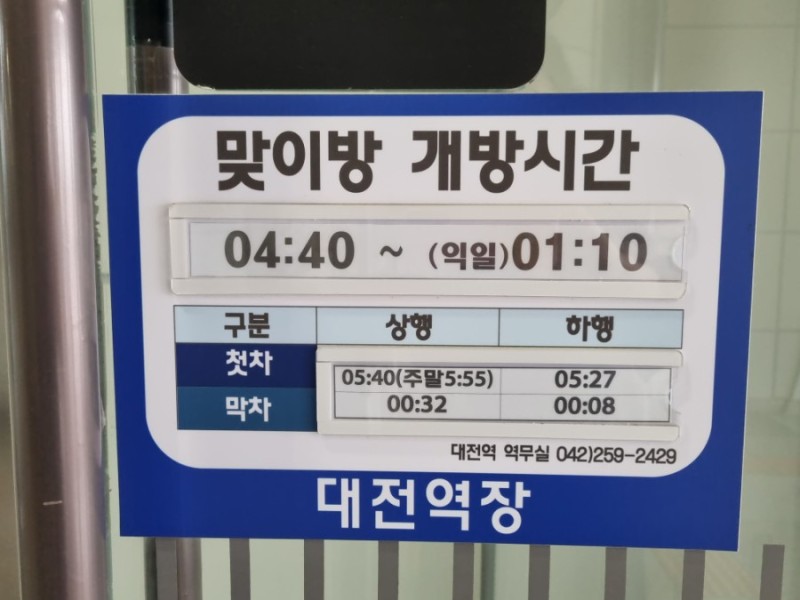 맞이방 개방시간
04:40 ~ (익일)01:10
구분 상행 하행
첫차 05:40(주말5:55) 05:27
막차 00:32 00:08
대전역 역무실 042)259-2429
대전역장